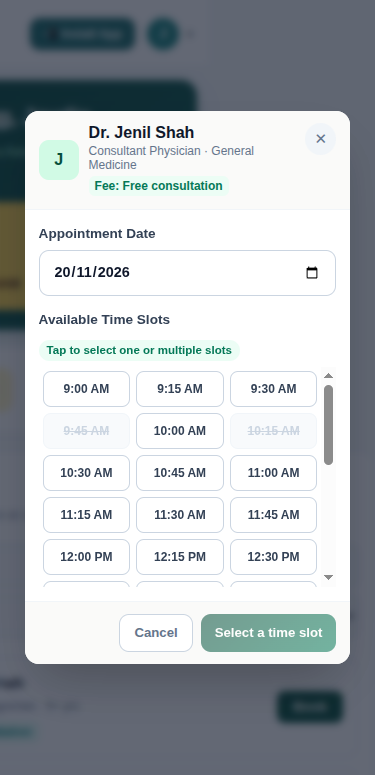 Dr. Jenil Shah
J
Consultant Physician · General
Medicine
Fee: Free consultation
✕
Appointment Date
20/11/2026
Available Time Slots
Tap to select one or multiple slots
9:00 AM 9:15 AM 9:30 AM
9:45 AM 10:00 AM 10:15 AM
10:30 AM 10:45 AM 11:00 AM
11:15 AM 11:30 AM 11:45 AM
12:00 PM 12:15 PM 12:30 PM
Cancel Select a time slot